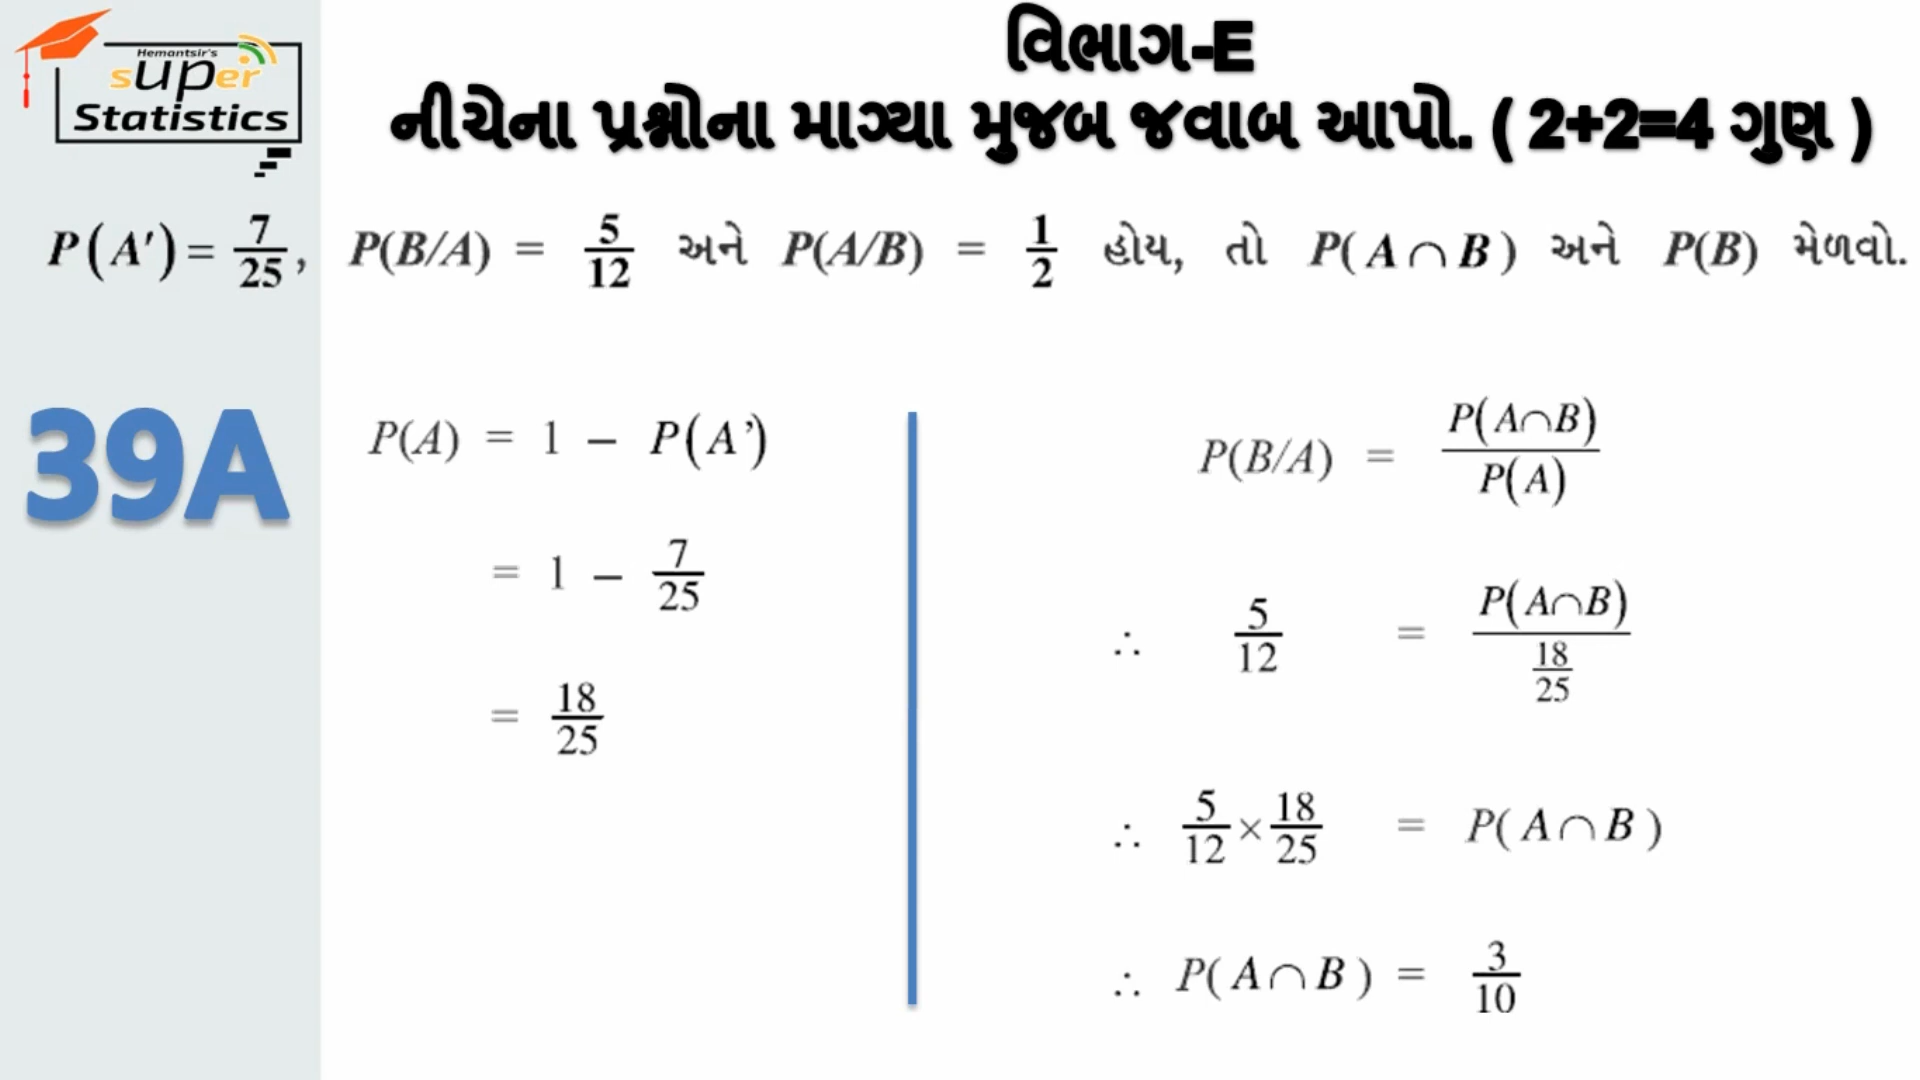 Hemantsir's
super
Statistics
વિભાગ-E
નીચેના પ્રશ્નોના માગ્યા મુજબ જવાબ આપો. ( 2+2=4 ગુણ )
P(A′) = 7/25, P(B/A) = 5/12 અને P(A/B) = 1/2 હોય, તો P( A ∩ B ) અને P(B) મેળવો.
39A
P(A) = 1 – P(A’)
= 1 – 7/25
= 18/25
P(B/A) = P(A∩B)/P(A)
∴ 5/12 = P(A∩B)/(18/25)
∴ 5/12 × 18/25 = P( A ∩ B )
∴ P( A ∩ B ) = 3/10